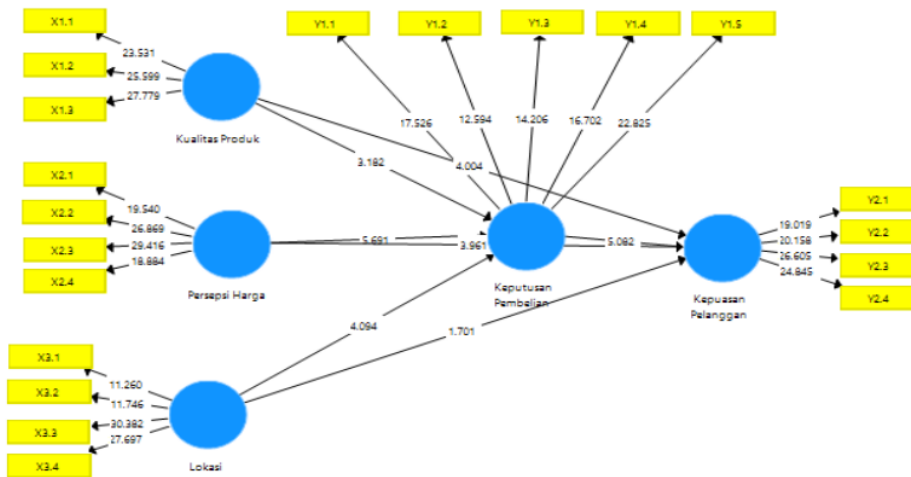 X1.1
X1.2
X1.3
23.531
25.599
27.779
Kualitas Produk
Y1.1
Y1.2
Y1.3
Y1.4
Y1.5
17.526
12.594
14.206
16.702
22.825
3.182
4.004
X2.1
X2.2
X2.3
X2.4
19.540
26.869
29.416
18.884
Persepsi Harga
5.691
3.961
5.082
Keputusan
Pembelian
Kepuasan
Pelanggan
19.019
20.158
26.605
24.845
Y2.1
Y2.2
Y2.3
Y2.4
4.094
1.701
X3.1
X3.2
X3.3
X3.4
11.260
11.746
30.382
27.697
Lokasi